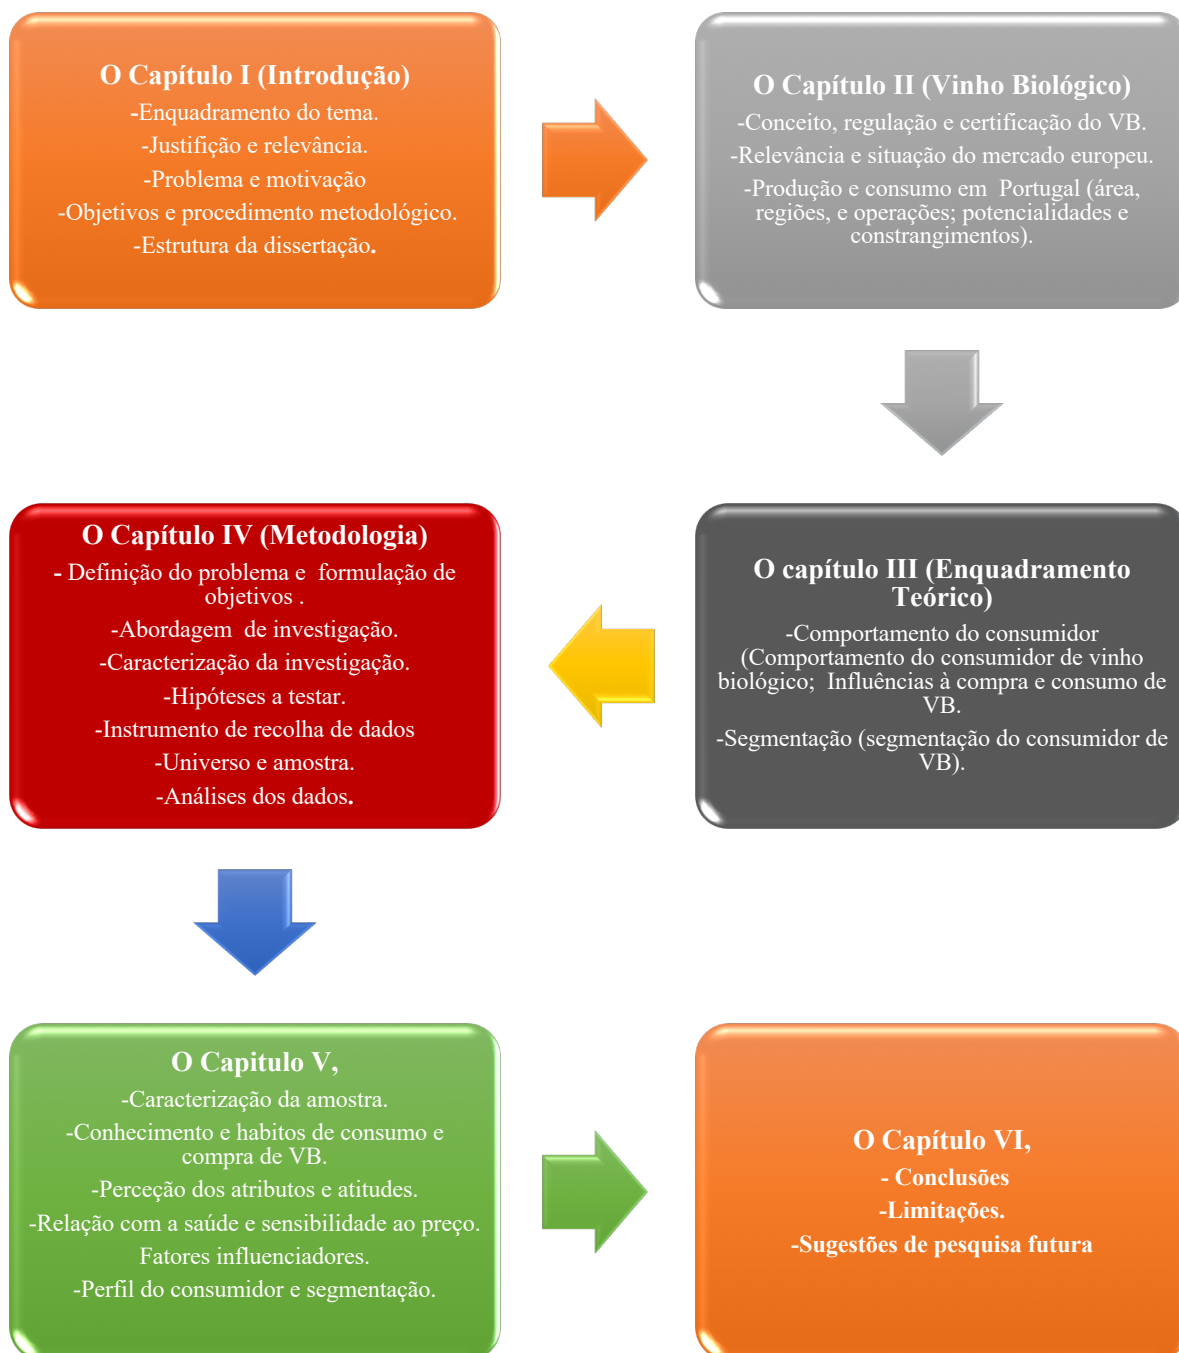 O Capítulo I (Introdução)
-Enquadramento do tema.
-Justifição e relevância.
-Problema e motivação
-Objetivos e procedimento metodológico.
-Estrutura da dissertação.
O Capítulo II (Vinho Biológico)
-Conceito, regulação e certificação do VB.
-Relevância e situação do mercado europeu.
-Produção e consumo em Portugal (área,
regiões, e operações; potencialidades e
constrangimentos).
O capítulo III (Enquadramento
Teórico)
-Comportamento do consumidor
(Comportamento do consumidor de vinho
biológico; Influências à compra e consumo de
VB.
-Segmentação (segmentação do consumidor de
VB).
O Capítulo IV (Metodologia)
- Definição do problema e formulação de
objetivos .
-Abordagem de investigação.
-Caracterização da investigação.
-Hipóteses a testar.
-Instrumento de recolha de dados
-Universo e amostra.
-Análises dos dados.
O Capitulo V,
-Caracterização da amostra.
-Conhecimento e habitos de consumo e
compra de VB.
-Perceção dos atributos e atitudes.
-Relação com a saúde e sensibilidade ao preço.
Fatores influenciadores.
-Perfil do consumidor e segmentação.
O Capítulo VI,
- Conclusões
-Limitações.
-Sugestões de pesquisa futura